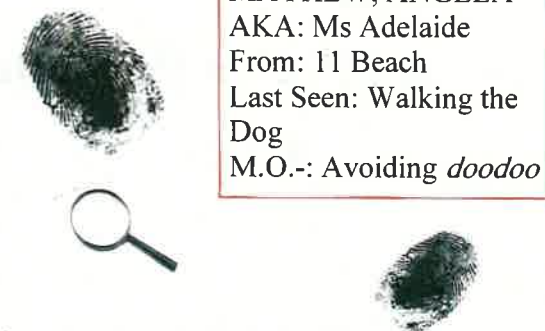 AKA: Ms Adelaide
From: 11 Beach
Last Seen: Walking the
Dog
M.O.-: Avoiding doodoo